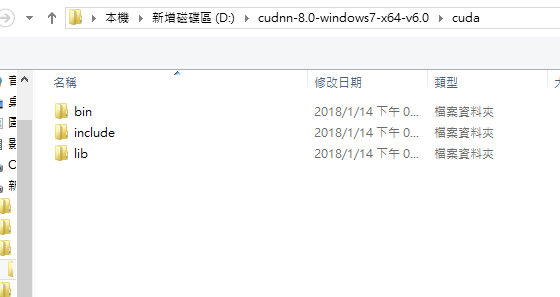 本機 › 新增磁碟區 (D:) › cudnn-8.0-windows7-x64-v6.0 › cuda
名稱 修改日期 類型
bin 2018/1/14 下午 0... 檔案資料夾
include 2018/1/14 下午 0... 檔案資料夾
lib 2018/1/14 下午 0... 檔案資料夾